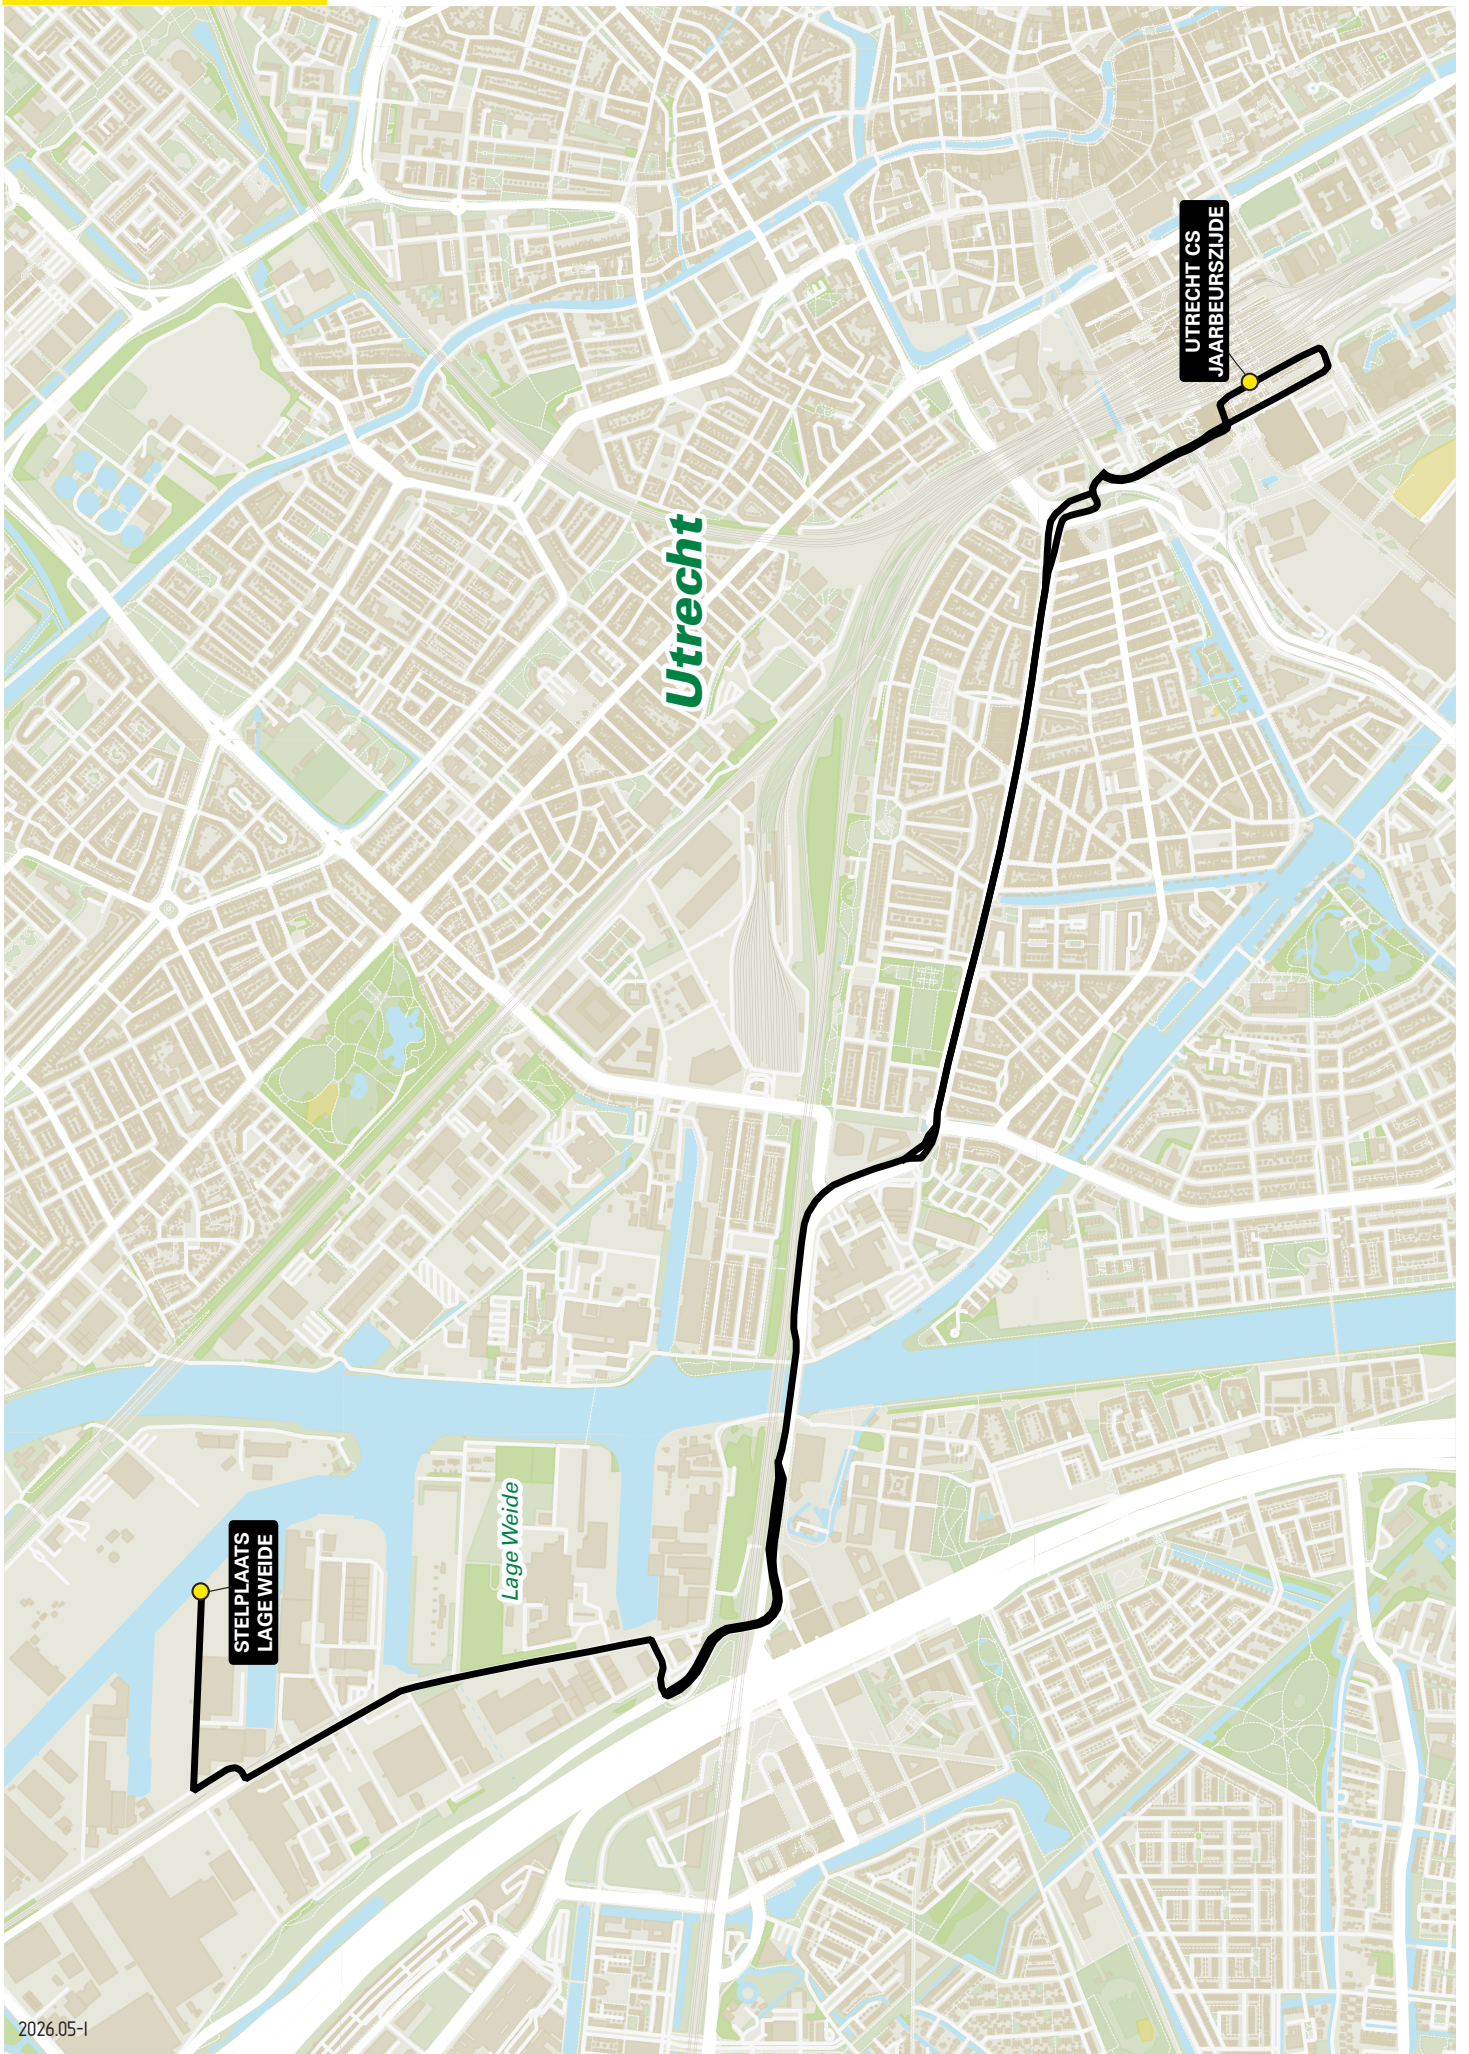 UTRECHT CS
JAARBEURSZIJDE
Utrecht
Lage Weide
STELPLAATS
LAGE WEIDE
2026.05-I